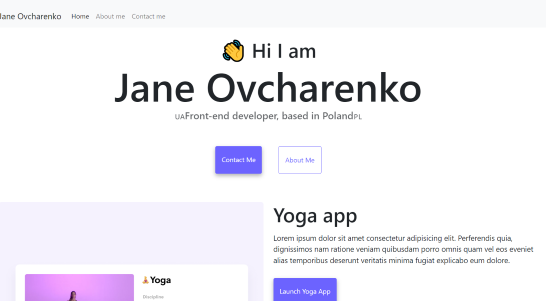 Jane Ovcharenko Home About me Contact me
👋 Hi I am
Jane Ovcharenko
UAFront-end developer, based in PolandPL
Contact Me About Me
Yoga app
Lorem ipsum dolor sit amet consectetur adipisicing elit. Perferendis quia,
dignissimos nam ratione veniam quibusdam porro omnis quam vel eos eveniet
alias temporibus deserunt veritatis minima fugiat explicabo eum dolore.
Launch Yoga App
Yoga
Discipline